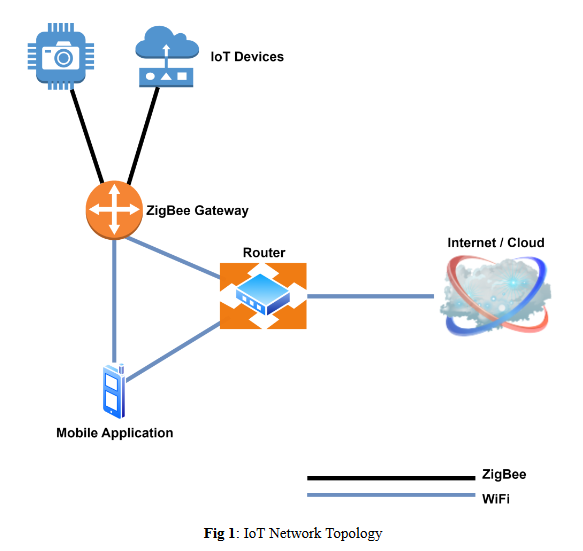 IoT Devices
ZigBee Gateway
Router
Internet / Cloud
Mobile Application
ZigBee
WiFi
Fig 1: IoT Network Topology